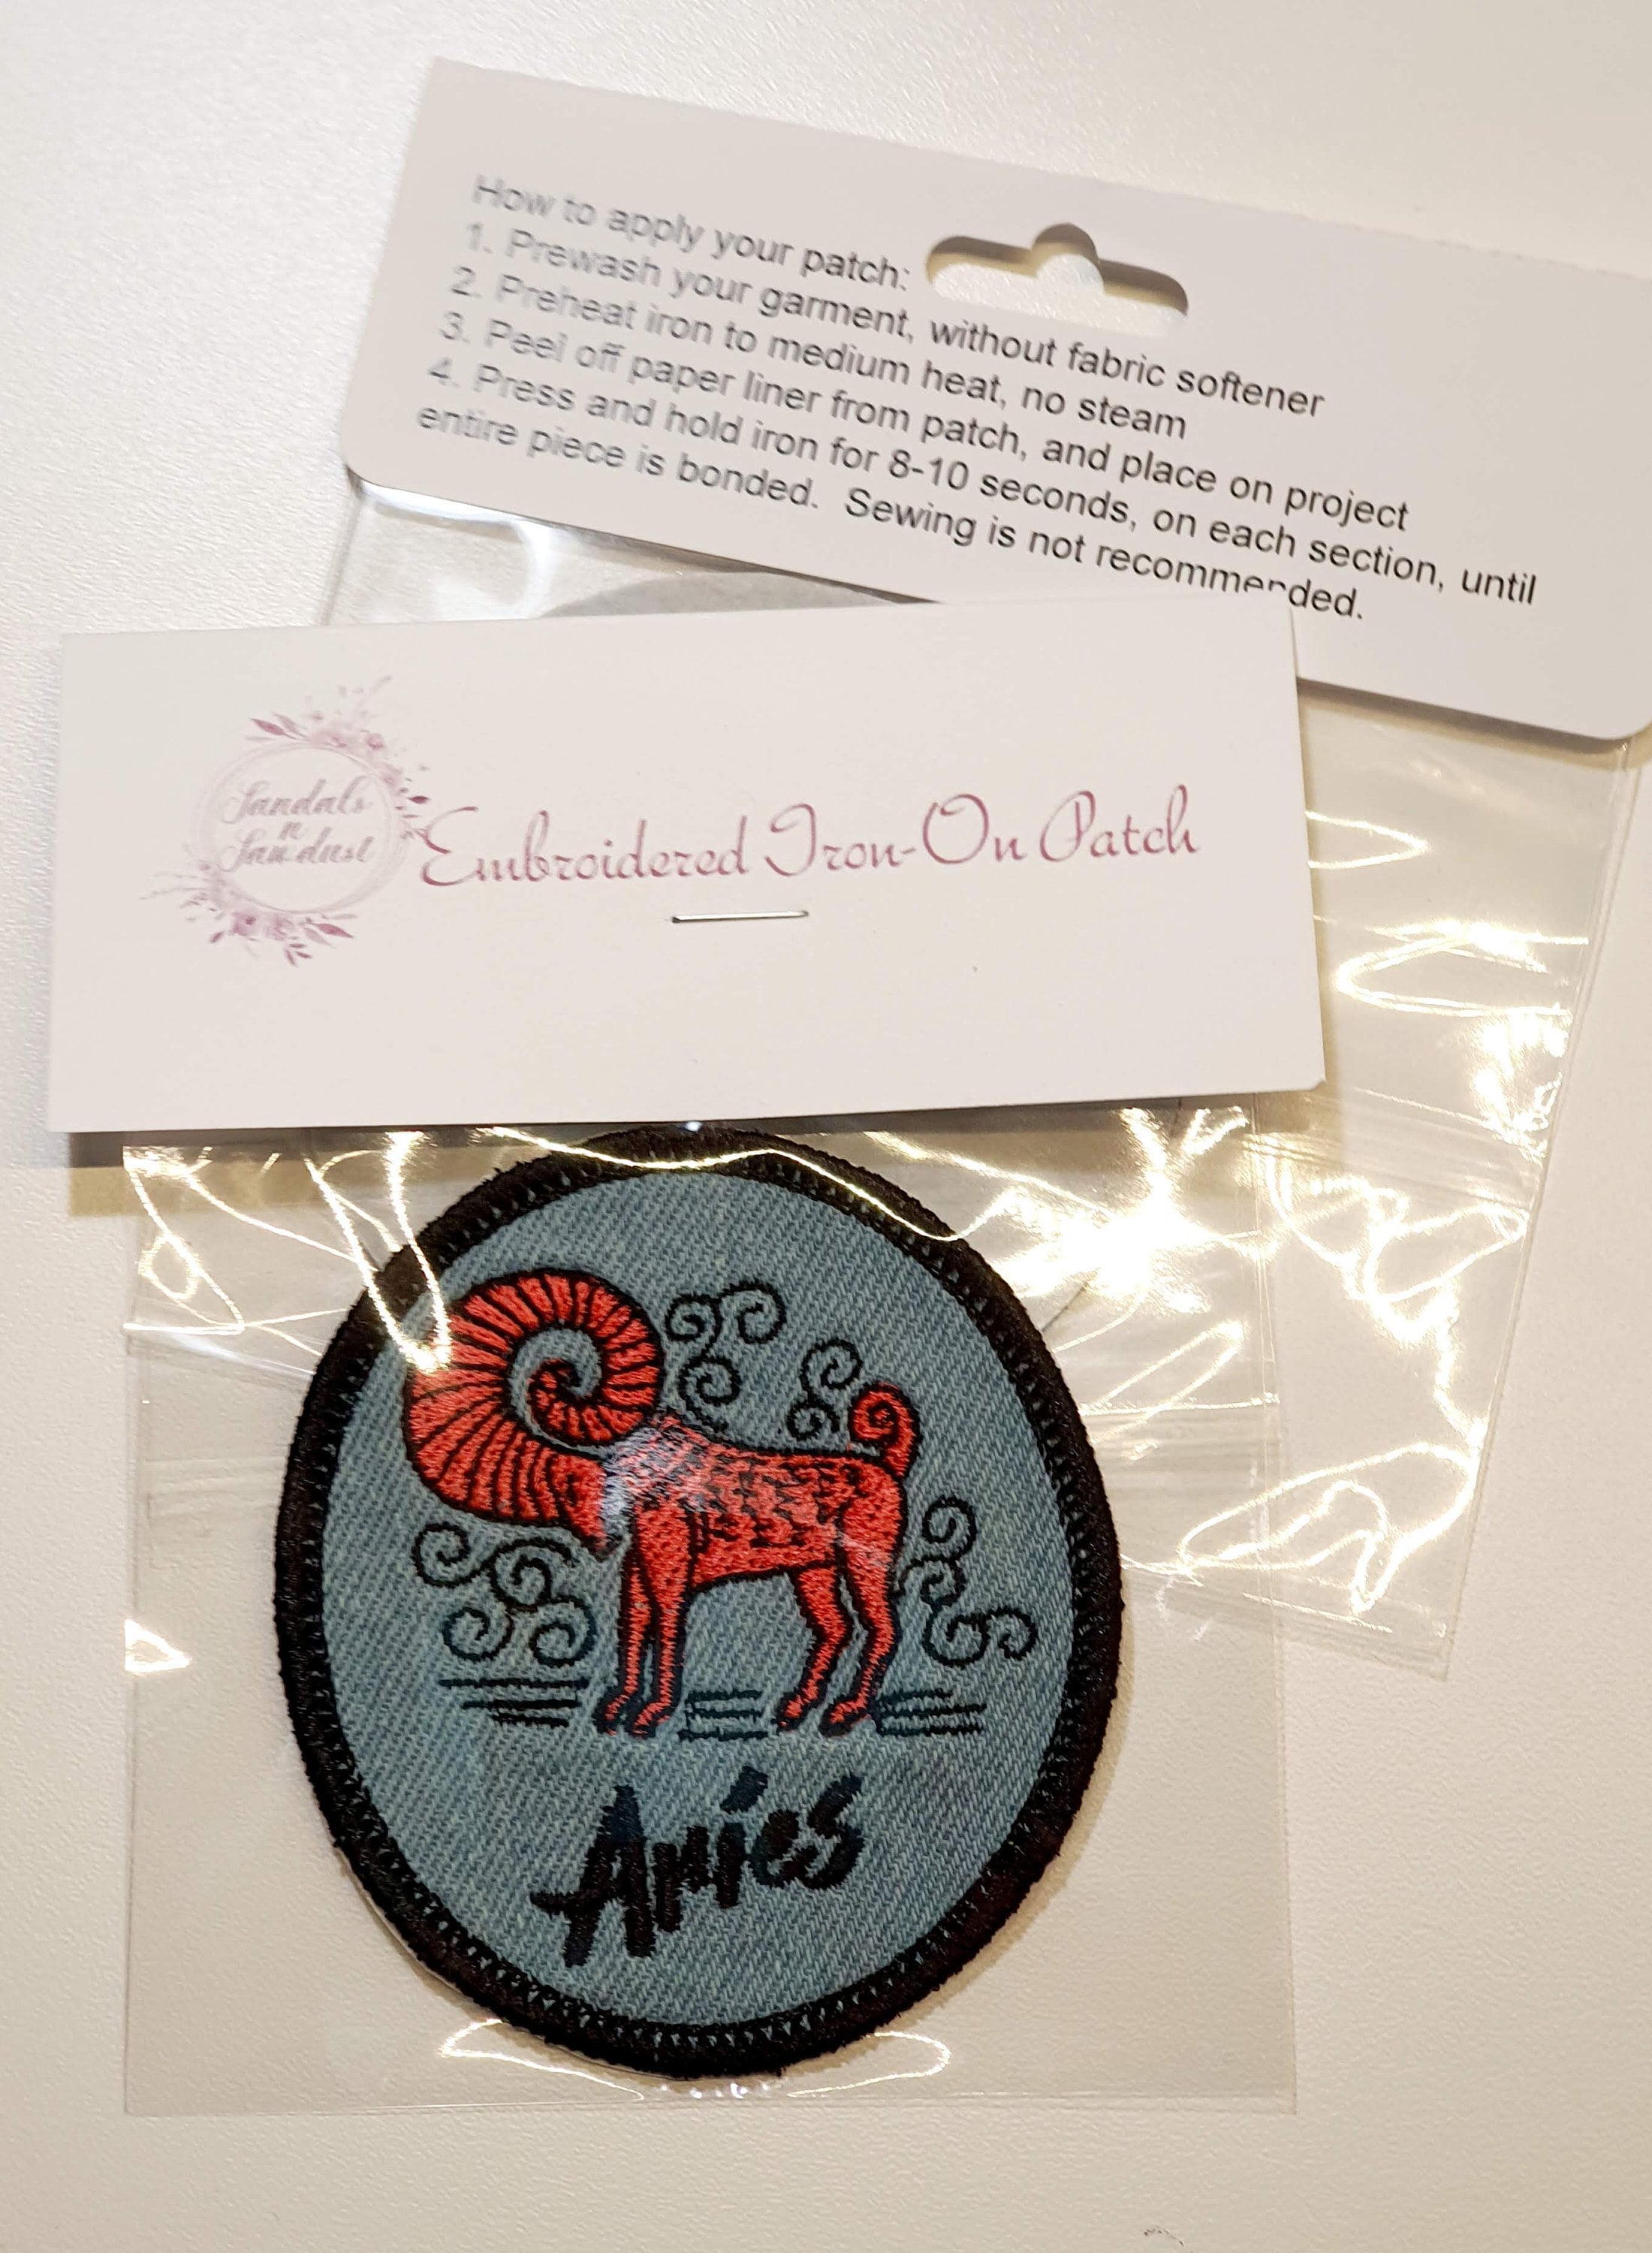 How to apply your patch:
1. Prewash your garment, without fabric softener
2. Preheat iron to medium heat, no steam
3. Peel off paper liner from patch, and place on project
4. Press and hold iron for 8-10 seconds, on each section, until
entire piece is bonded.  Sewing is not recommended.
Sandals
n
Sawdust
Embroidered Iron-On Patch
Aries